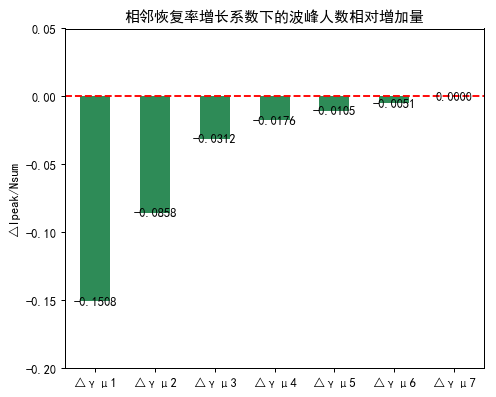 相邻恢复率增长系数下的波峰人数相对增加量
△Ipeak/Nsum
0.05
0.00
-0.05
-0.10
-0.15
-0.20
-0.1508
-0.0858
-0.0312
-0.0176
-0.0105
-0.0051
0.0000
△γμ1
△γμ2
△γμ3
△γμ4
△γμ5
△γμ6
△γμ7